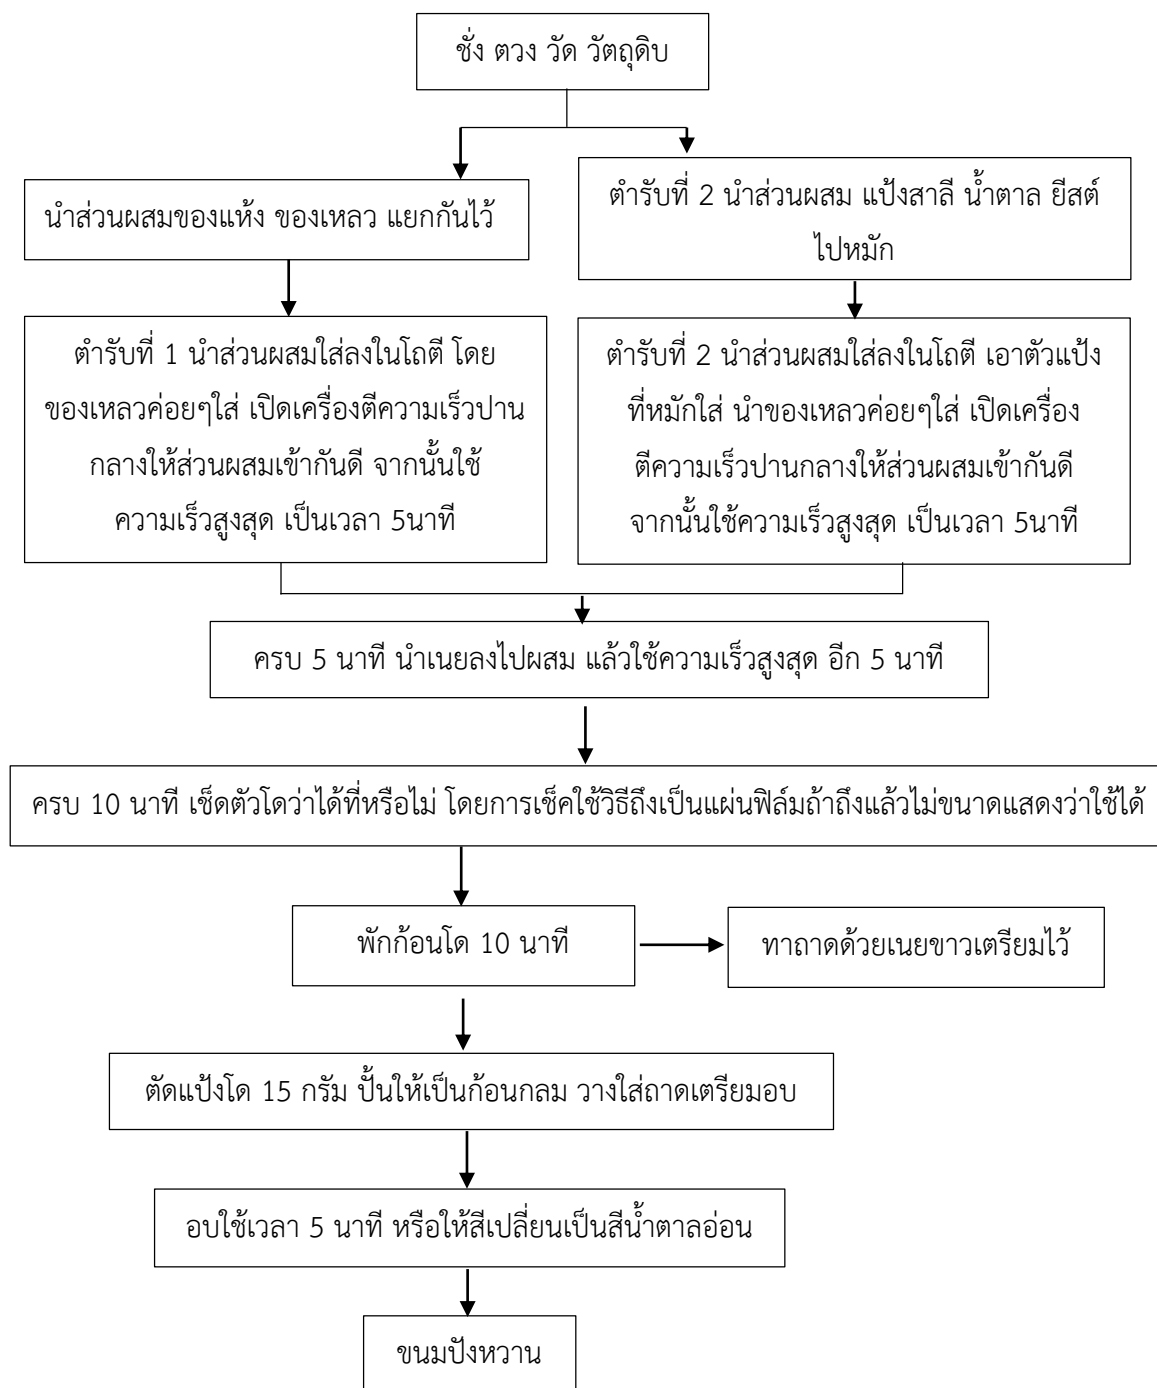 ชั่ง ตวง วัด วัตถุดิบ
นำส่วนผสมของแห้ง ของเหลว แยกกันไว้
ตำรับที่ 2 นำส่วนผสม แป้งสาลี น้ำตาล ยีสต์
ไปหมัก
ตำรับที่ 1 นำส่วนผสมใส่ลงในโถตี โดย
ของเหลวค่อยๆใส่ เปิดเครื่องตีความเร็วปาน
กลางให้ส่วนผสมเข้ากันดี จากนั้นใช้
ความเร็วสูงสุด เป็นเวลา 5นาที
ตำรับที่ 2 นำส่วนผสมใส่ลงในโถตี เอาตัวแป้ง
ที่หมักใส่ นำของเหลวค่อยๆใส่ เปิดเครื่อง
ตีความเร็วปานกลางให้ส่วนผสมเข้ากันดี
จากนั้นใช้ความเร็วสูงสุด เป็นเวลา 5นาที
ครบ 5 นาที นำเนยลงไปผสม แล้วใช้ความเร็วสูงสุด อีก 5 นาที
ครบ 10 นาที เช็ดตัวโดว่าได้ที่หรือไม่ โดยการเช็คใช้วิธีถึงเป็นแผ่นฟิล์มถ้าถึงแล้วไม่ขนาดแสดงว่าใช้ได้
พักก้อนโด 10 นาที
ทาถาดด้วยเนยขาวเตรียมไว้
ตัดแป้งโด 15 กรัม ปั้นให้เป็นก้อนกลม วางใส่ถาดเตรียมอบ
อบใช้เวลา 5 นาที หรือให้สีเปลี่ยนเป็นสีน้ำตาลอ่อน
ขนมปังหวาน